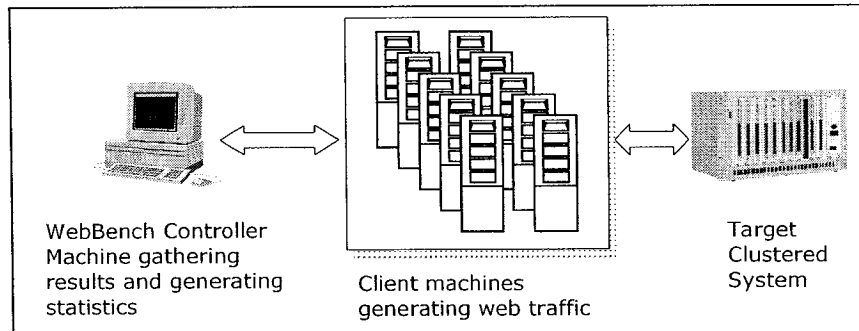 WebBench Controller
Machine gathering
results and generating
statistics
Client machines
generating web traffic
Target
Clustered
System